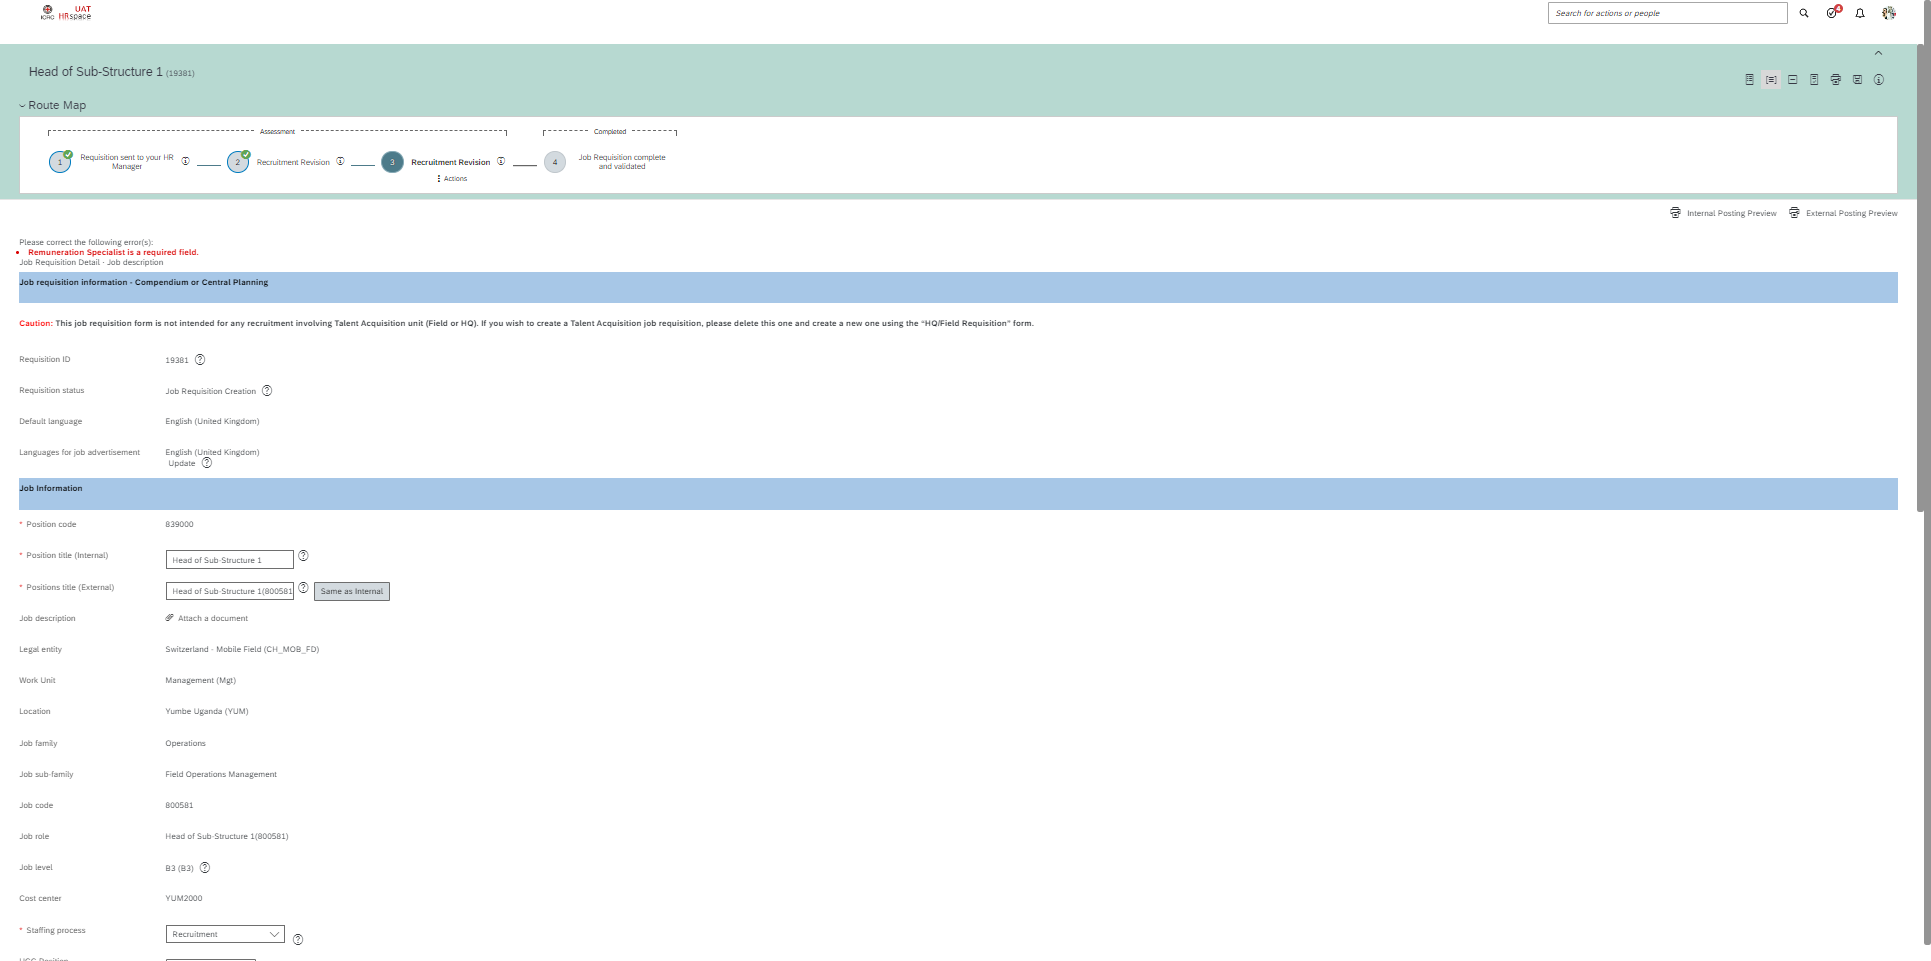 ICRC UAT
HRspace
Search for actions or people
4
Head of Sub-Structure 1 (19381)
Route Map
Assessment
Completed
1 Requisition sent to your HR Manager
2 Recruitment Revision
3 Recruitment Revision
Actions
4 Job Requisition complete and validated
Internal Posting Preview
External Posting Preview
Please correct the following error(s):
Remuneration Specialist is a required field.
Job Requisition Detail - Job description
Job requisition information - Compendium or Central Planning
Caution: This job requisition form is not intended for any recruitment involving Talent Acquisition unit (Field or HQ). If you wish to create a Talent Acquisition job requisition, please delete this one and create a new one using the “HQ/Field Requisition” form.
Requisition ID 19381
Requisition status Job Requisition Creation
Default language English (United Kingdom)
Languages for job advertisement English (United Kingdom)
Update
Job Information
* Position code 839000
* Position title (Internal) Head of Sub-Structure 1
* Positions title (External) Head of Sub-Structure 1(800581 Same as Internal
Job description Attach a document
Legal entity Switzerland - Mobile Field (CH_MOB_FD)
Work Unit Management (Mgt)
Location Yumbe Uganda (YUM)
Job family Operations
Job sub-family Field Operations Management
Job code 800581
Job role Head of Sub-Structure 1(800581)
Job level B3 (B3)
Cost center YUM2000
* Staffing process Recruitment